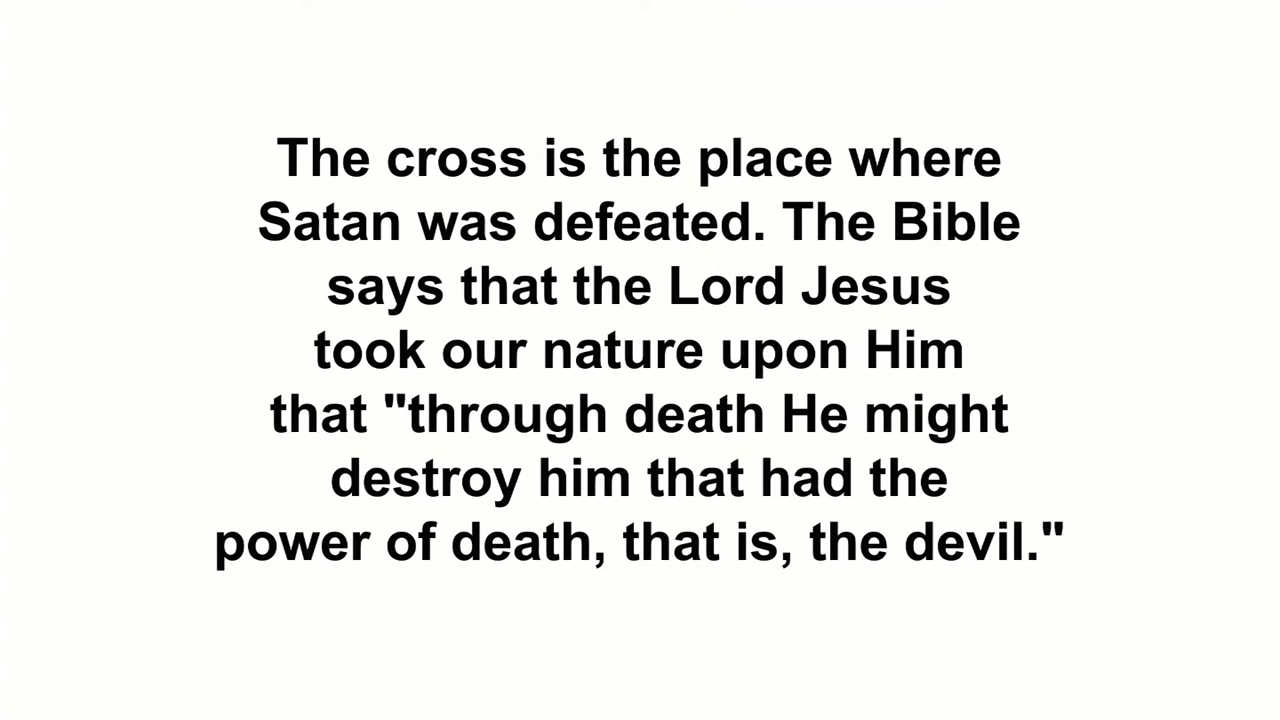 The cross is the place where
Satan was defeated. The Bible
says that the Lord Jesus
took our nature upon Him
that "through death He might
destroy him that had the
power of death, that is, the devil."